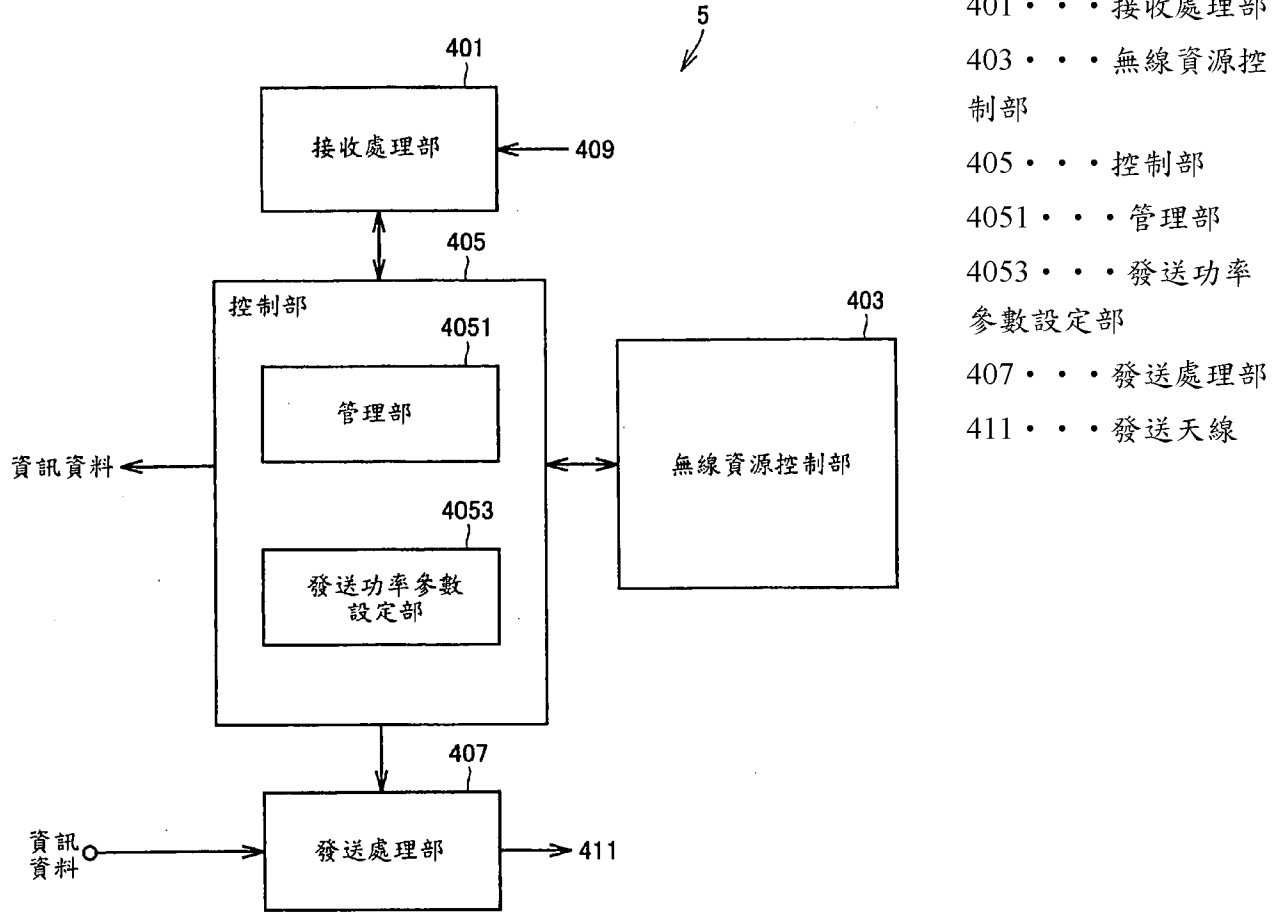 5
401
接收處理部
409
405
控制部
4051
管理部
403
資訊資料
無線資源控制部
4053
發送功率參數
設定部
407
資訊
資料
發送處理部
411
401・・・接收處理部
403・・・無線資源控
制部
405・・・控制部
4051・・・管理部
4053・・・發送功率
參數設定部
407・・・發送處理部
411・・・發送天線